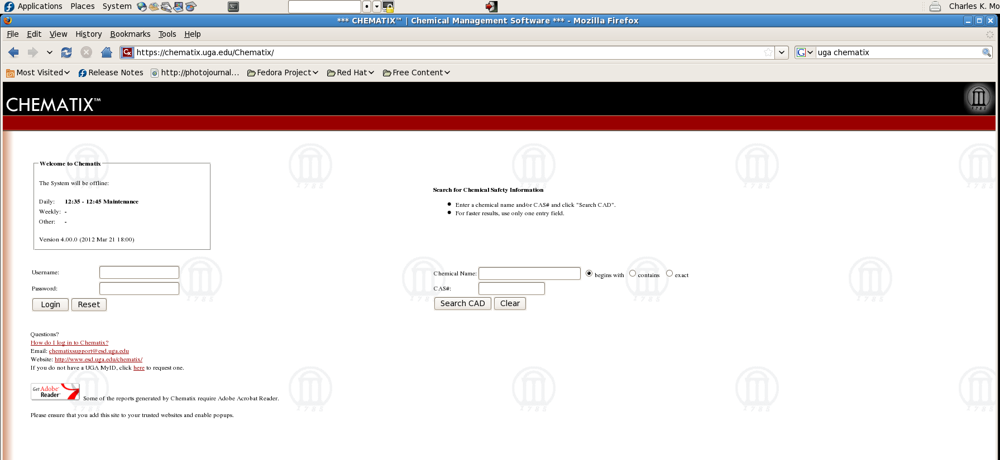 Applications Places System Charles K. Mo
*** CHEMATIX™ | Chemical Management Software *** - Mozilla Firefox
File Edit View History Bookmarks Tools Help
https://chematix.uga.edu/Chematix/ G uga chematix
Most Visited Release Notes http://photojournal... Fedora Project Red Hat Free Content
CHEMATIX™
1785
Welcome to Chematix
The System will be offline:
Daily: 12:35 - 12:45 Maintenance
Weekly: -
Other: -
Version 4.00.0 (2012 Mar 21 18:00)
Search for Chemical Safety Information
Enter a chemical name and/or CAS# and click "Search CAD".
For faster results, use only one entry field.
Username:
Password:
Login Reset
Chemical Name: begins with contains exact
CAS#:
Search CAD Clear
Questions?
How do I log in to Chematix?
Email: chematixsupport@esd.uga.edu
Website: http://www.esd.uga.edu/chematix/
If you do not have a UGA MyID, click here to request one.
Get Adobe Reader Some of the reports generated by Chematix require Adobe Acrobat Reader.
Please ensure that you add this site to your trusted websites and enable popups.